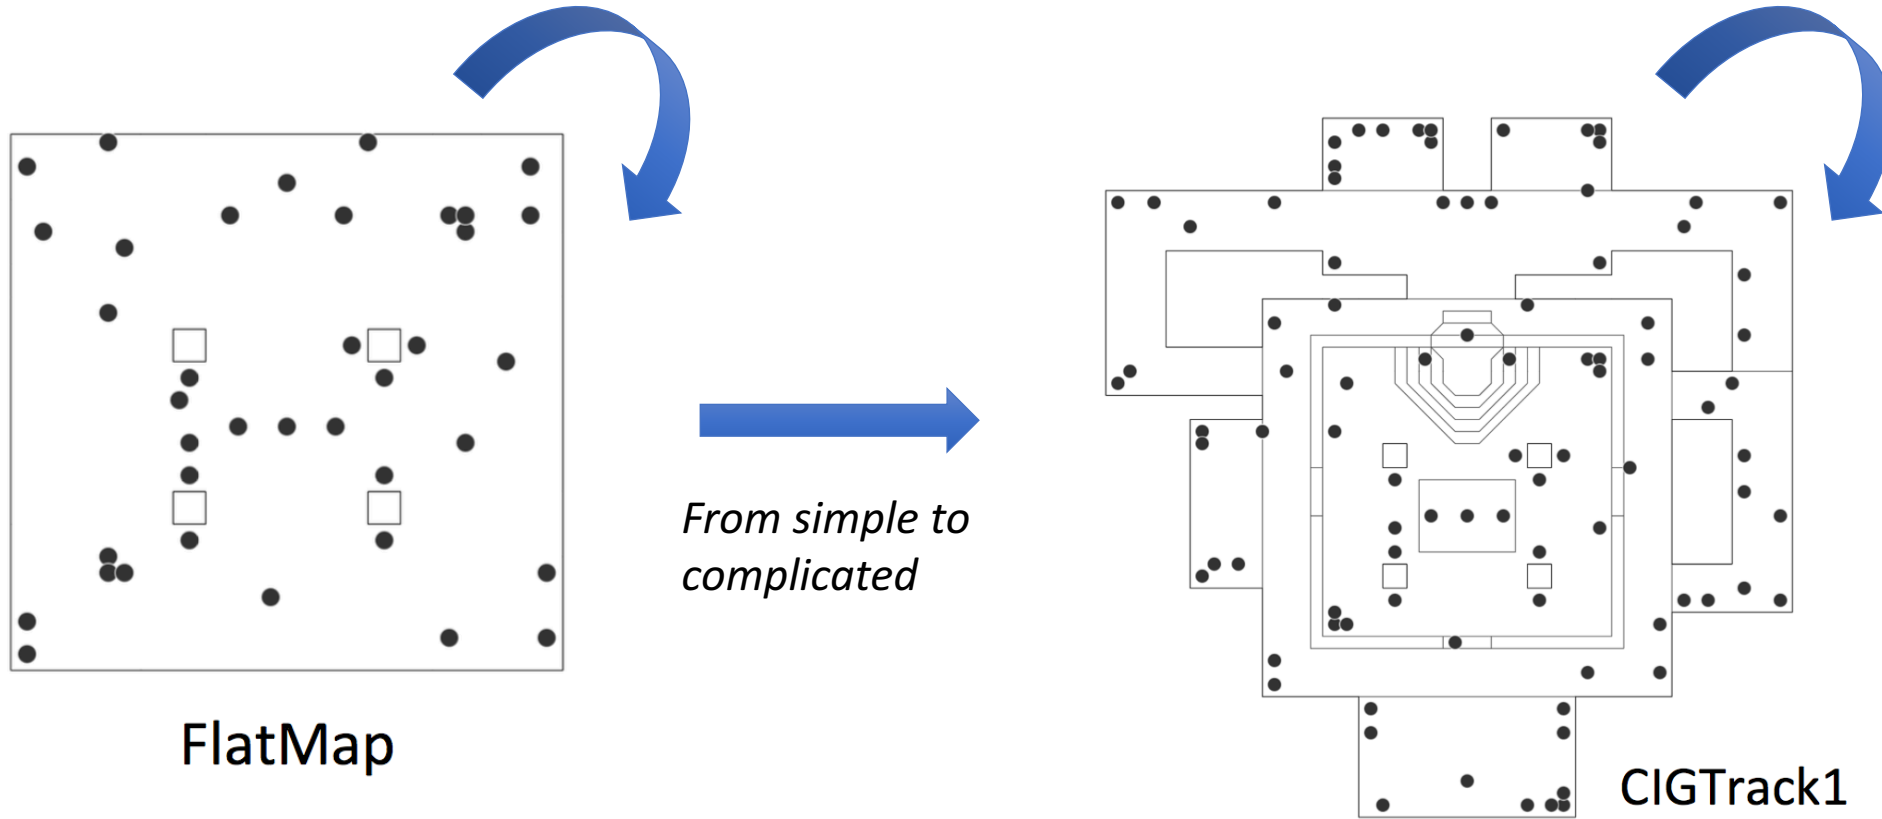 From simple to
complicated
FlatMap
CIGTrack1